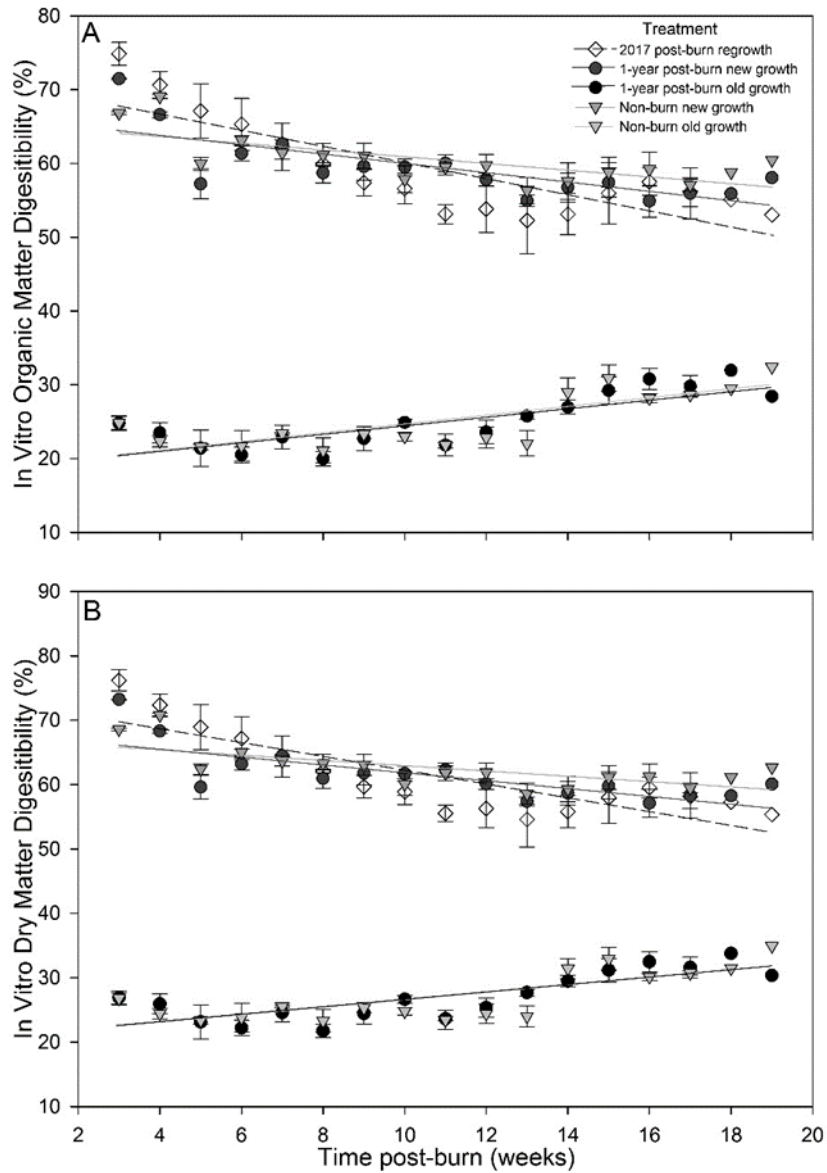 A
Treatment
2017 post-burn regrowth
1-year post-burn new growth
1-year post-burn old growth
Non-burn new growth
Non-burn old growth
In Vitro Organic Matter Digesitibility (%)
80
70
60
50
40
30
20
10
B
In Vitro Dry Matter Digesitibility (%)
90
80
70
60
50
40
30
20
10
2 4 6 8 10 12 14 16 18 20
Time post-burn (weeks)